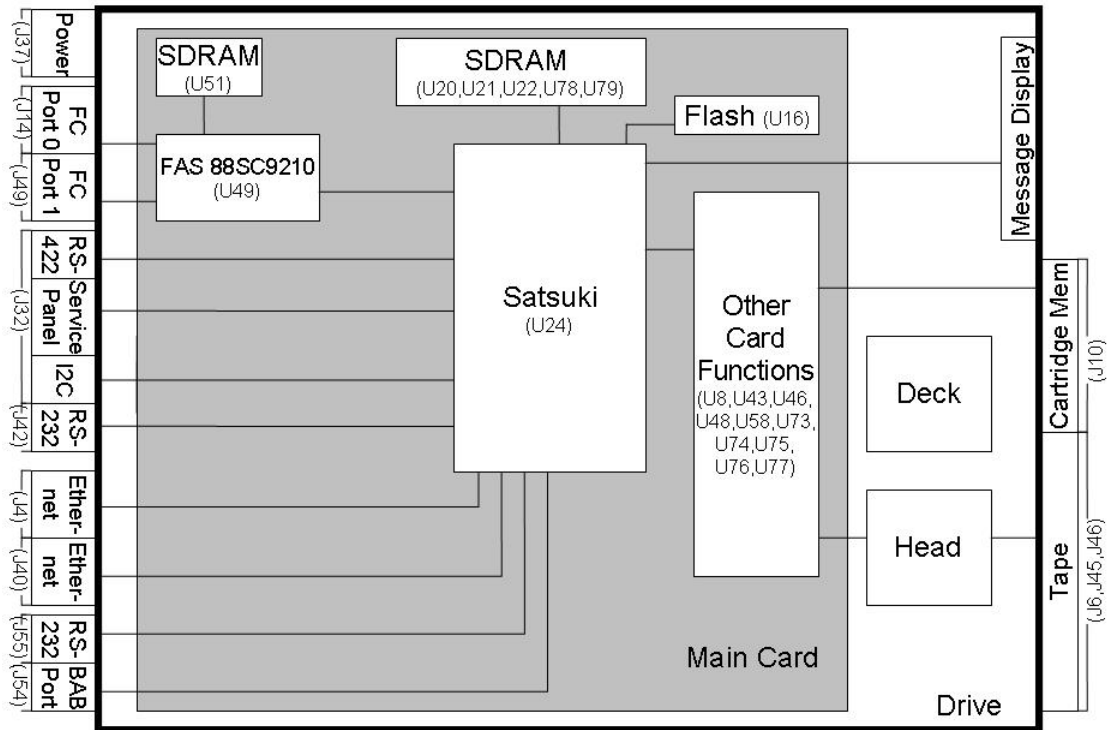 Power
(J37)
FC
Port 0
(J14)
FC
Port 1
(J49)
RS-
422
Service
Panel
I2C
(J32)
RS-
232
(J42)
Ether-
net
(J4)
Ether-
net
(J40)
RS-
232
(J55)
BAB
Port
(J54)
SDRAM
(U51)
SDRAM
(U20,U21,U22,U78,U79)
Flash (U16)
FAS 88SC9210
(U49)
Satsuki
(U24)
Other
Card
Functions
(U8,U43,U46,
U48,U58,U73,
U74,U75,
U76,U77)
Main Card
Deck
Head
Drive
Message Display
Cartridge Mem
(J10)
Tape
(J6,J45,J46)